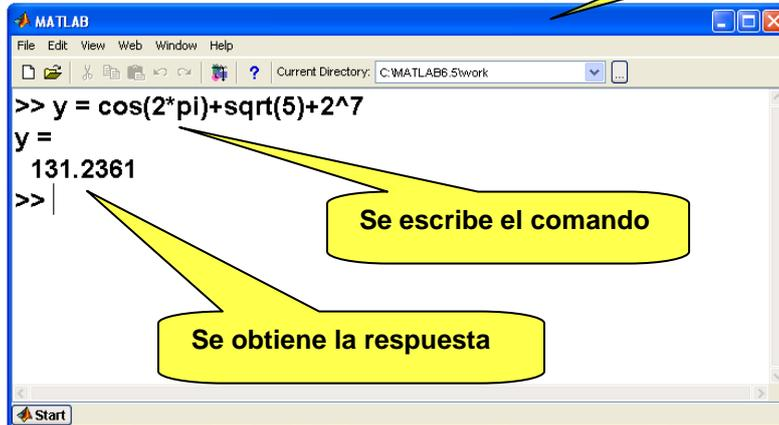 MATLAB
File Edit View Web Window Help
? Current Directory: C:\MATLAB6.5\work ...
>> y = cos(2*pi)+sqrt(5)+2^7
y =
131.2361
>>
Se escribe el comando
Se obtiene la respuesta
Start